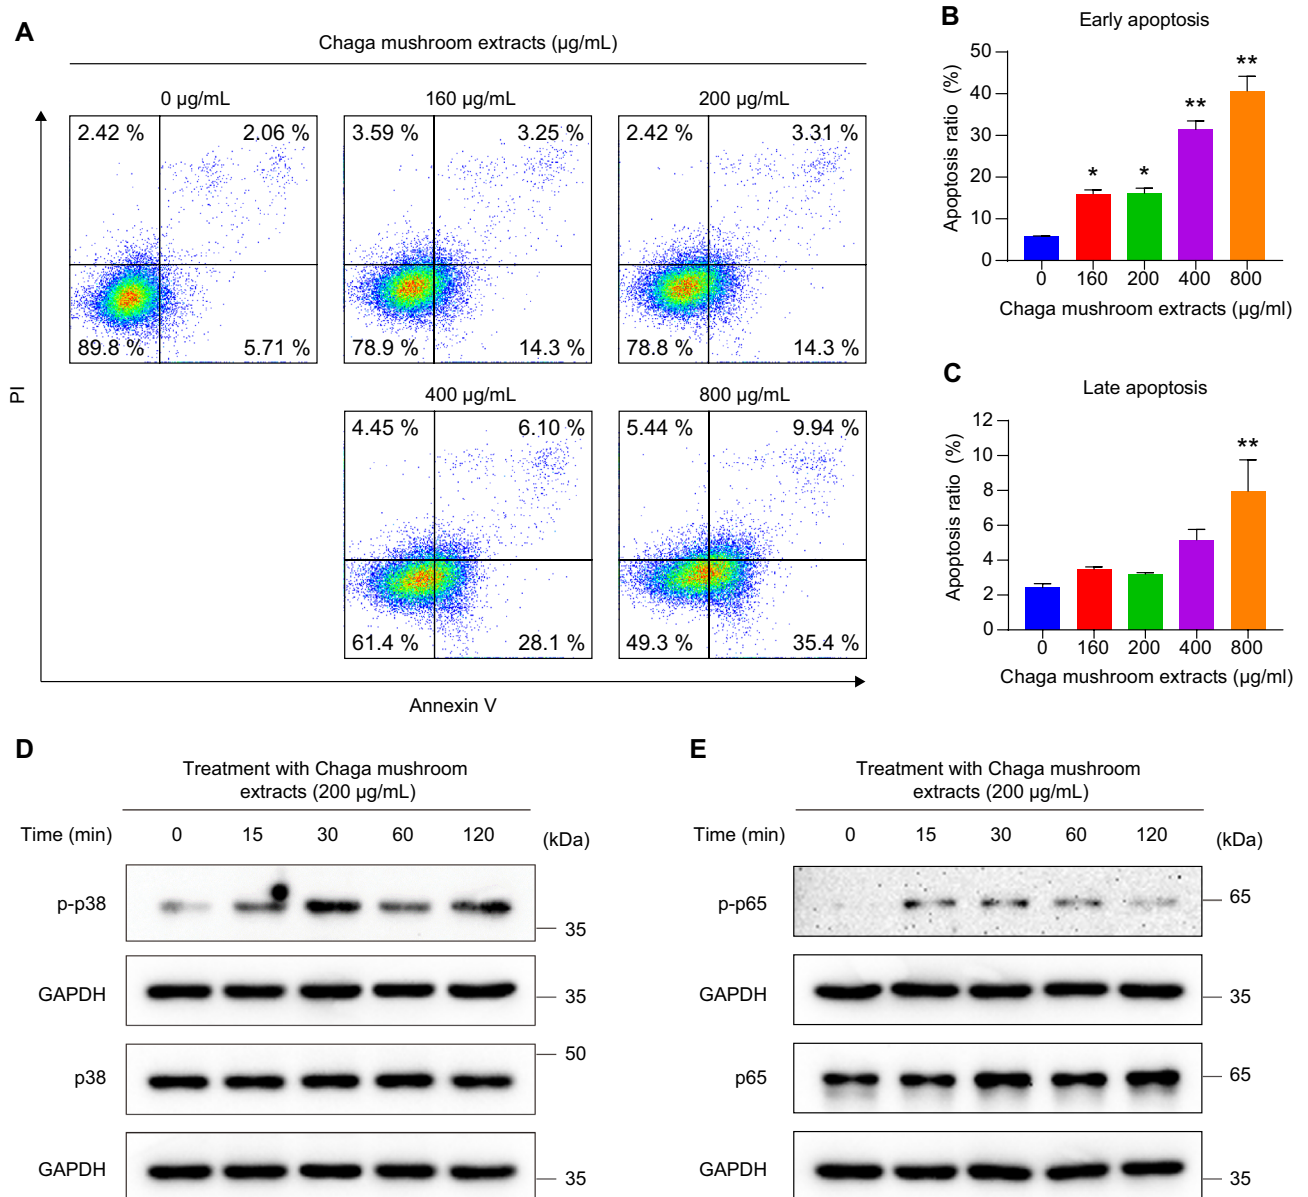 A
Chaga mushroom extracts (µg/mL)
0 µg/mL
160 µg/mL
200 µg/mL
2.42 %
2.06 %
3.59 %
3.25 %
2.42 %
3.31 %
89.8 %
5.71 %
78.9 %
14.3 %
78.8 %
14.3 %
400 µg/mL
800 µg/mL
4.45 %
6.10 %
5.44 %
9.94 %
61.4 %
28.1 %
49.3 %
35.4 %
PI
Annexin V
B
Early apoptosis
Apoptosis ratio (%)
50
40
30
20
10
0
*
*
**
**
0 160 200 400 800
Chaga mushroom extracts (µg/ml)
C
Late apoptosis
Apoptosis ratio (%)
12
10
8
6
4
2
0
**
0 160 200 400 800
Chaga mushroom extracts (µg/ml)
D
Treatment with Chaga mushroom
extracts (200 µg/mL)
Time (min) 0 15 30 60 120 (kDa)
p-p38
35
GAPDH
35
50
p38
GAPDH
35
E
Treatment with Chaga mushroom
extracts (200 µg/mL)
Time (min) 0 15 30 60 120 (kDa)
p-p65
65
GAPDH
35
p65
65
GAPDH
35